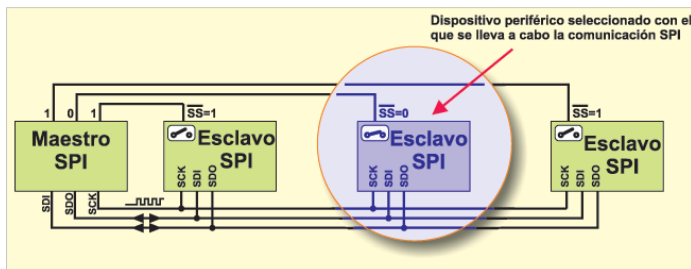 Dispositivo periférico seleccionado con el
que se lleva a cabo la comunicación SPI
1 0 1
SS=1
SS=0
SS=1
Maestro
SPI
Esclavo
SPI
Esclavo
SPI
Esclavo
SPI
SDI SDO SCK
SCK SDI SDO
SCK SDI SDO
SCK SDI SDO